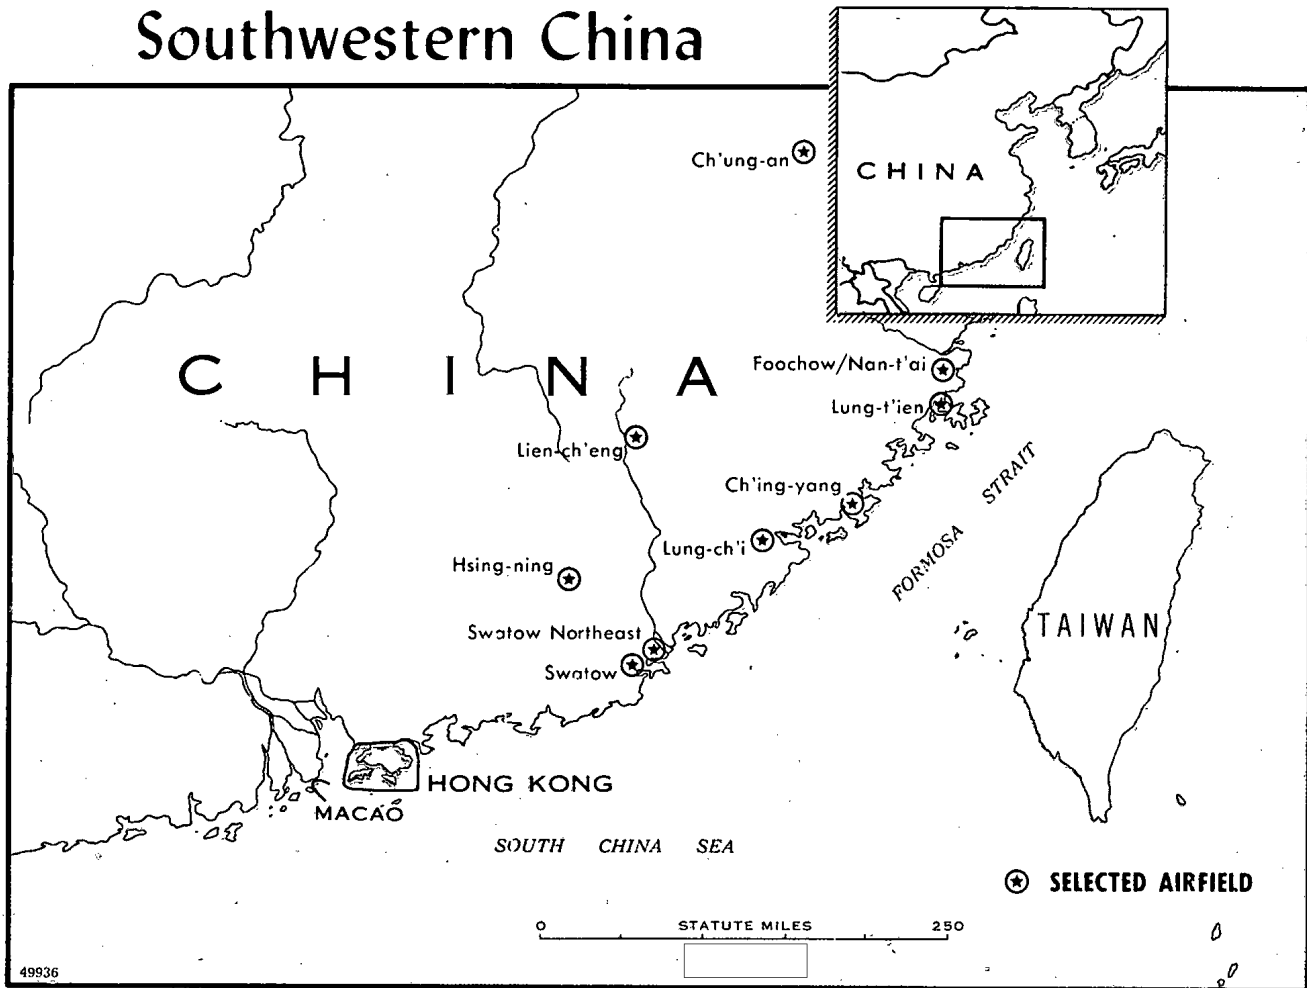 Southwestern China
Ch'ung-an
CHINA
CHINA
Foochow/Nan-t'ai
Lung-t'ien
Lien-ch'eng
Ch'ing-yang
FORMOSA STRAIT
Lung-ch'i
Hsing-ning
TAIWAN
Swatow Northeast
Swatow
HONG KONG
MACAO
SOUTH CHINA SEA
SELECTED AIRFIELD
0 STATUTE MILES 250
49936